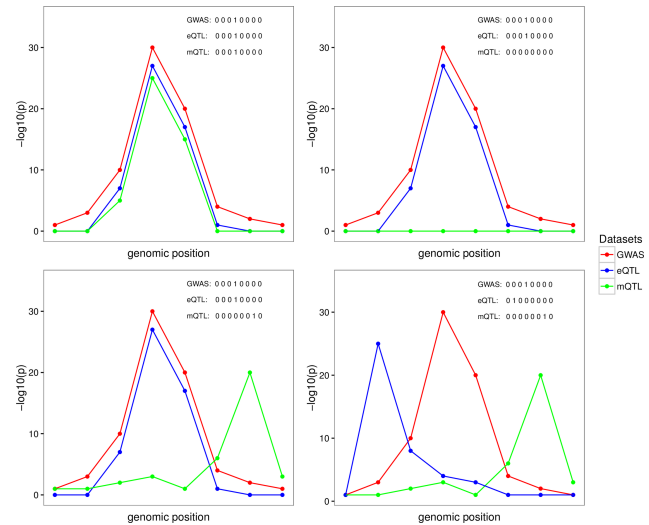 GWAS: 0 0 0 1 0 0 0 0
eQTL: 0 0 0 1 0 0 0 0
mQTL: 0 0 0 1 0 0 0 0
30
20
10
0
−log10(p)
genomic position
GWAS: 0 0 0 1 0 0 0 0
eQTL: 0 0 0 1 0 0 0 0
mQTL: 0 0 0 0 0 0 0 0
30
20
10
0
−log10(p)
genomic position
Datasets
GWAS
eQTL
mQTL
GWAS: 0 0 0 1 0 0 0 0
eQTL: 0 0 0 1 0 0 0 0
mQTL: 0 0 0 0 0 0 1 0
30
20
10
0
−log10(p)
genomic position
GWAS: 0 0 0 1 0 0 0 0
eQTL: 0 1 0 0 0 0 0 0
mQTL: 0 0 0 0 0 0 1 0
30
20
10
0
−log10(p)
genomic position